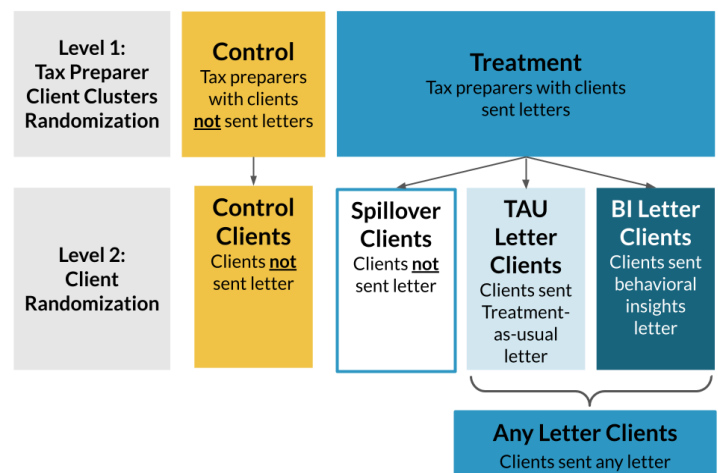 Level 1:
Tax Preparer
Client Clusters
Randomization
Control
Tax preparers
with clients
not sent letters
Treatment
Tax preparers with clients
sent letters
Level 2:
Client
Randomization
Control
Clients
Clients not
sent letter
Spillover
Clients
Clients not
sent letter
TAU
Letter
Clients
Clients sent
Treatment-
as-usual
letter
BI Letter
Clients
Clients sent
behavioral
insights
letter
Any Letter Clients
Clients sent any letter